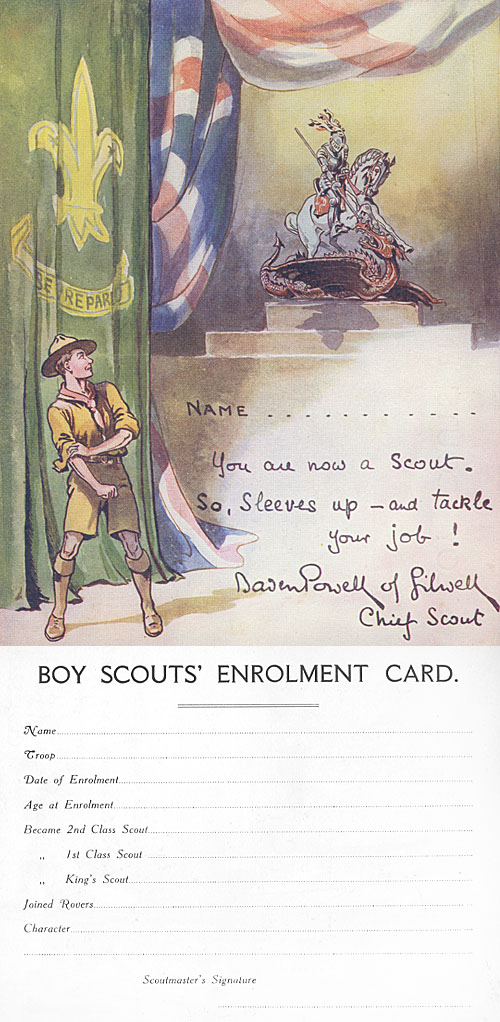 BE PREPARED
NAME . . . . . . . . . . . .
You are now a Scout.
So, Sleeves up – and tackle
your job !
Baden Powell of Gilwell
Chief Scout
BOY SCOUTS' ENROLMENT CARD.
Name
Troop
Date of Enrolment
Age at Enrolment
Became 2nd Class Scout
„ 1st Class Scout
„ King's Scout
Joined Rovers
Character
Scoutmaster's Signature